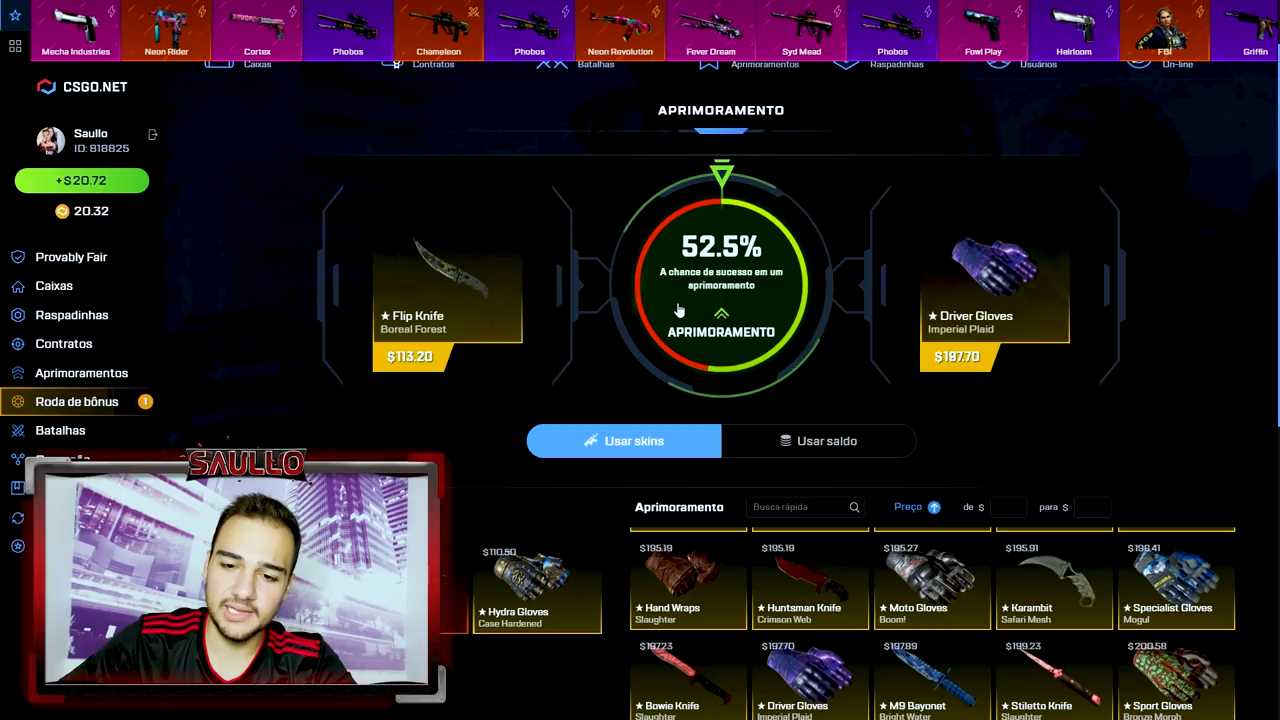 Mecha Industries
Neon Rider
Cortex
Phobos
Chameleon
Phobos
Neon Revolution
Fever Dream
Syd Mead
Phobos
Fowl Play
Heirloom
FBI
Griffin
Caixas
Contratos
Batalhas
Aprimoramentos
Raspadinhas
Usuários
On-line
CSGO.NET
Saullo
ID: 818825
+$20.72
20.32
Provably Fair
Caixas
Raspadinhas
Contratos
Aprimoramentos
Roda de bônus 1
Batalhas
APRIMORAMENTO
★ Flip Knife
Boreal Forest
$113.20
52.5%
A chance de sucesso em um
aprimoramento
APRIMORAMENTO
★ Driver Gloves
Imperial Plaid
$197.70
Usar skins
Usar saldo
SAULLO
$110.50
★ Hydra Gloves
Case Hardened
Aprimoramento
Busca rápida
Preço
de $
para $
$195.19
★ Hand Wraps
Slaughter
$195.19
★ Huntsman Knife
Crimson Web
$195.27
★ Moto Gloves
Boom!
$195.91
★ Karambit
Safari Mesh
$196.41
★ Specialist Gloves
Mogul
$197.23
★ Bowie Knife
Slaughter
$197.70
★ Driver Gloves
Imperial Plaid
$197.89
★ M9 Bayonet
Bright Water
$199.23
★ Stiletto Knife
Slaughter
$200.58
★ Sport Gloves
Bronze Morph